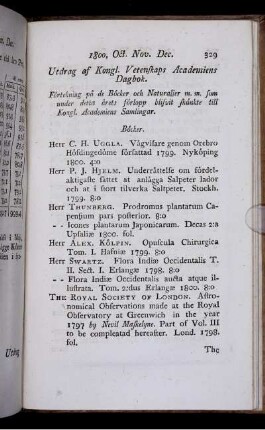 1800, Oct. Nov. Dec. 329
Utdrag af Kongl. Vetenskaps Academiens
Dagbok.
Förtekning på de Böcker och Naturalier m. m. som
under detta årets förlopp blifvit skänkte till
Kongl. Academiens Samlingar.
Böcker.
Herr C. H. UGGLA. Vägvisare genom Orebro
Höfdingedöme författad 1799. Nyköping
1800. 4:o
Herr P. J. HJELM. Underrättelse om fördel-
aktigaste sättet at anlägga Salpeter lador
och at i stort tilverka Salpeter, Stockh.
1799. 8:o
Herr THUNBERG. Prodromus plantarum Ca-
pensium pars posterior. 8:o
- - Icones plantarum Japonicarum. Decas 2:a
Upsaliæ 1800. fol.
Herr ALEX. KÖLPIN. Opuscula Chirurgica
Tom. I. Hafniæ 1799. 8:o
Herr SWARTZ. Flora Indiæ Occidentalis T.
II. Sect. I. Erlangæ 1798. 8:o
- - Flora Indiæ Occidentalis aucta atque il-
lustrata. Tom. 2:dus Erlangæ 1800. 8:o
THE ROYAL SOCIETY OF LONDON. Astro-
nomical Observations made at the Royal
Observatory at Greenwich in the year
1797 by Nevil Maskelyne. Part of Vol. III
to be compleated hereafter. Lond. 1798.
fol.
The
Utdrag